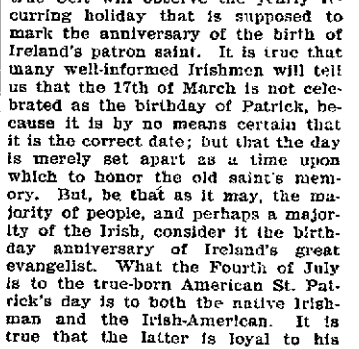 true Celt will observe the yearly re-
curring holiday that is supposed to
mark the anniversary of the birth of
Ireland's patron saint. It is true that
many well-informed Irishmen will tell
us that the 17th of March is not cele-
brated as the birthday of Patrick, be-
cause it is by no means certain that
it is the correct date; but that the day
is merely set apart as a time upon
which to honor the old saint's mem-
ory. But, be that as it may, the ma-
jority of people, and perhaps a major-
ity of the Irish, consider it the birth-
day anniversary of Ireland's great
evangelist. What the Fourth of July
is to the true-born American St. Pat-
rick's day is to both the native Irish-
man and the Irish-American. It is
true that the latter is loyal to his